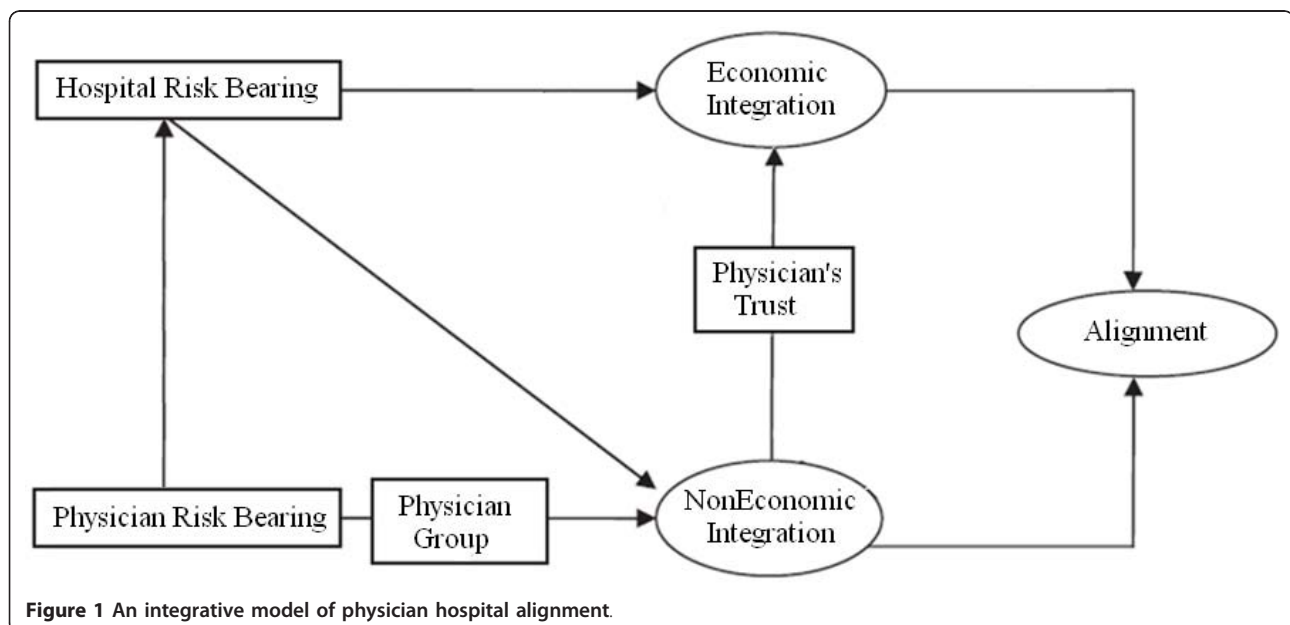 Hospital Risk Bearing
Economic
Integration
Physician's
Trust
Alignment
Physician Risk Bearing
Physician
Group
NonEconomic
Integration
Figure 1 An integrative model of physician hospital alignment.